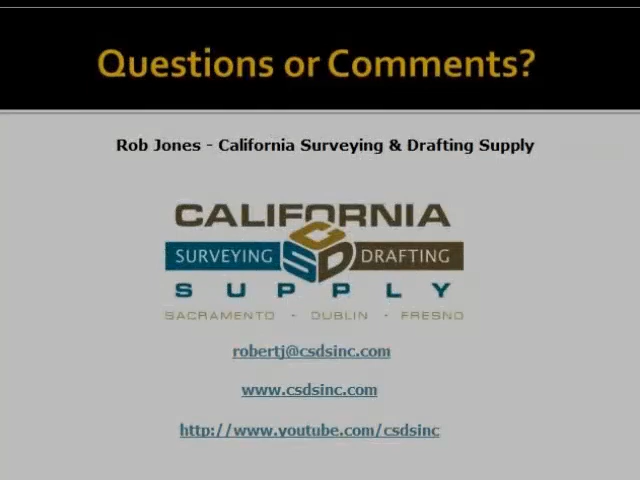 Questions or Comments?
Rob Jones - California Surveying & Drafting Supply
CALIFORNIA
SURVEYING CSD DRAFTING
SUPPLY
SACRAMENTO - DUBLIN - FRESNO
robertj@csdsinc.com
www.csdsinc.com
http://www.youtube.com/csdsinc